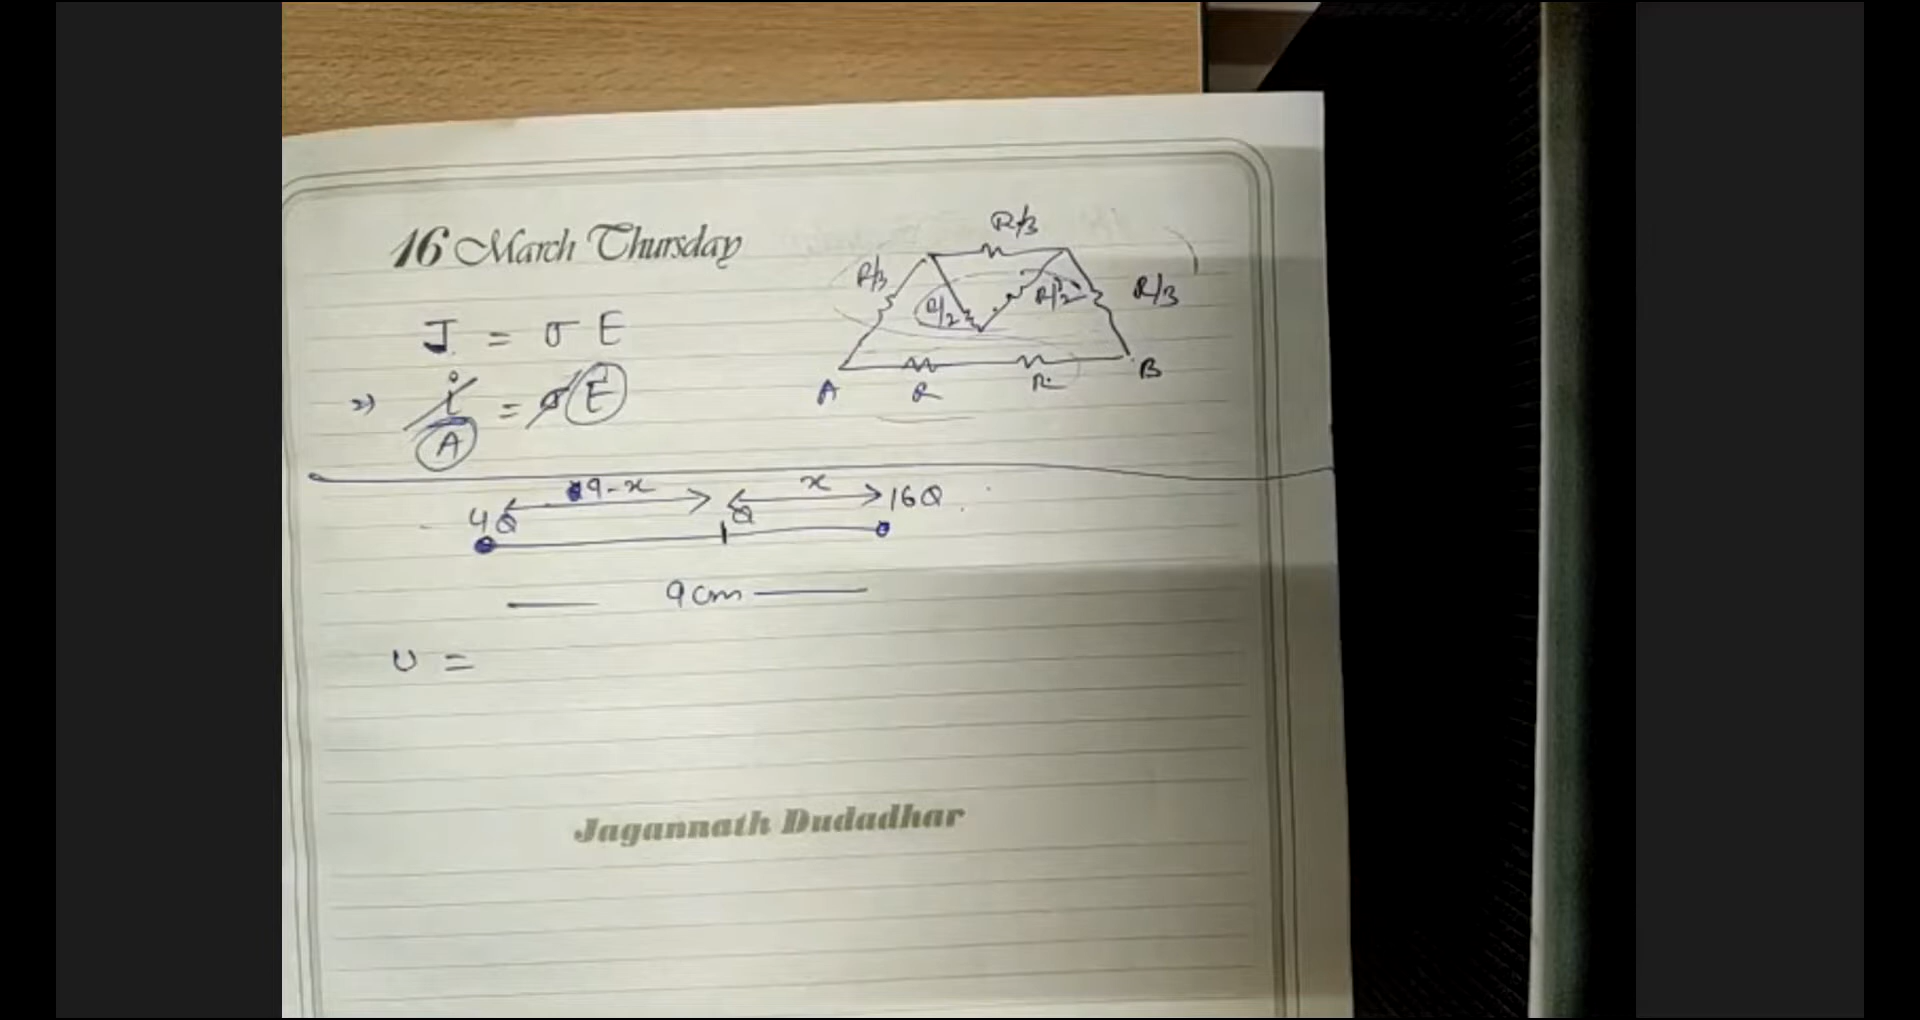 16 March Thursday
R/3
R/3
R/2
R/2
R/3
A
R
R
B
J = σ E
⇒ i/A = σ E
9-x
x
4Q
Q
16Q
9cm
U =
Jagannath Dudadhar